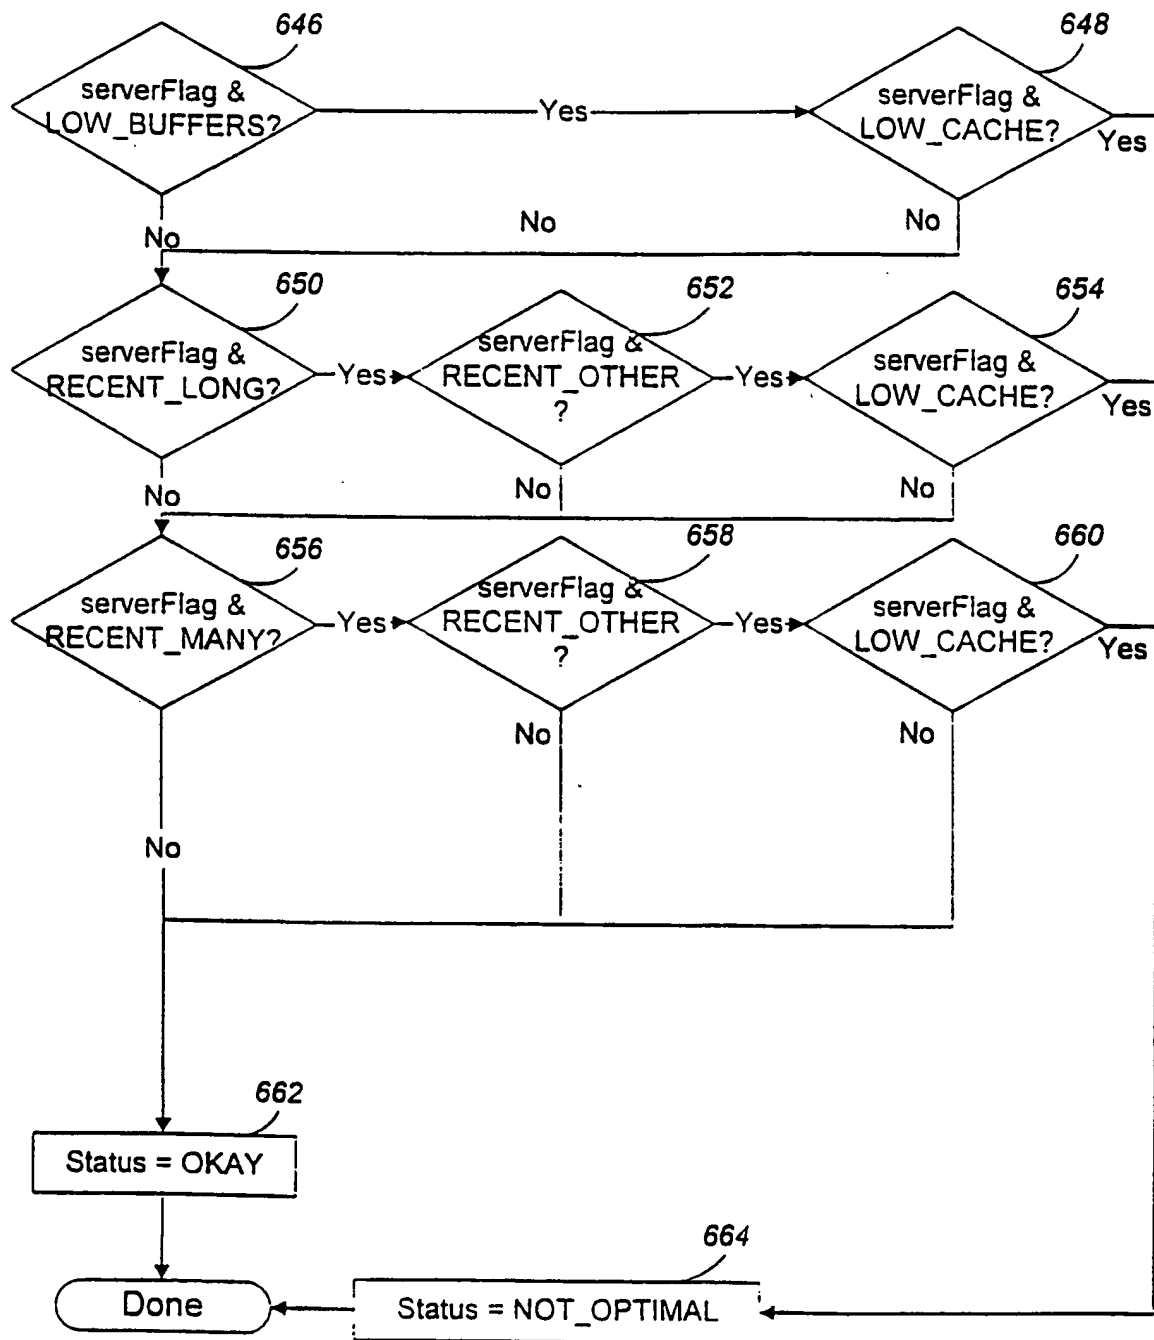 646
648
serverFlag &
LOW_BUFFERS?
Yes
serverFlag &
LOW_CACHE?
Yes
No
No
No
650
652
654
serverFlag &
RECENT_LONG?
Yes
serverFlag &
RECENT_OTHER
?
Yes
serverFlag &
LOW_CACHE?
Yes
No
No
No
656
658
660
serverFlag &
RECENT_MANY?
Yes
serverFlag &
RECENT_OTHER
?
Yes
serverFlag &
LOW_CACHE?
Yes
No
No
No
662
Status = OKAY
664
Done
Status = NOT_OPTIMAL